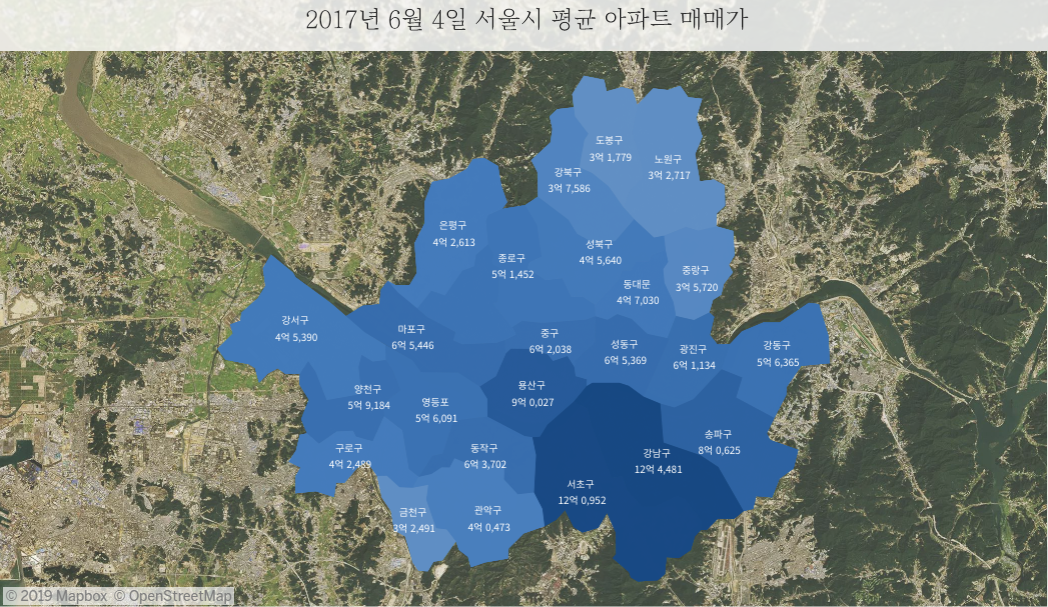 2017년 6월 4일 서울시 평균 아파트 매매가
도봉구
3억 1,779
노원구
3억 2,717
강북구
3억 7,586
은평구
4억 2,613
성북구
4억 5,640
종로구
5억 1,452
중랑구
3억 5,720
동대문
4억 7,030
강서구
4억 5,390
마포구
6억 5,446
중구
6억 2,038
성동구
6억 5,369
광진구
6억 1,134
강동구
5억 6,365
양천구
5억 9,184
영등포
5억 6,091
용산구
9억 0,027
구로구
4억 2,489
동작구
6억 3,702
송파구
8억 0,625
강남구
12억 4,481
서초구
12억 0,952
금천구
3억 2,491
관악구
4억 0,473
© 2019 Mapbox © OpenStreetMap